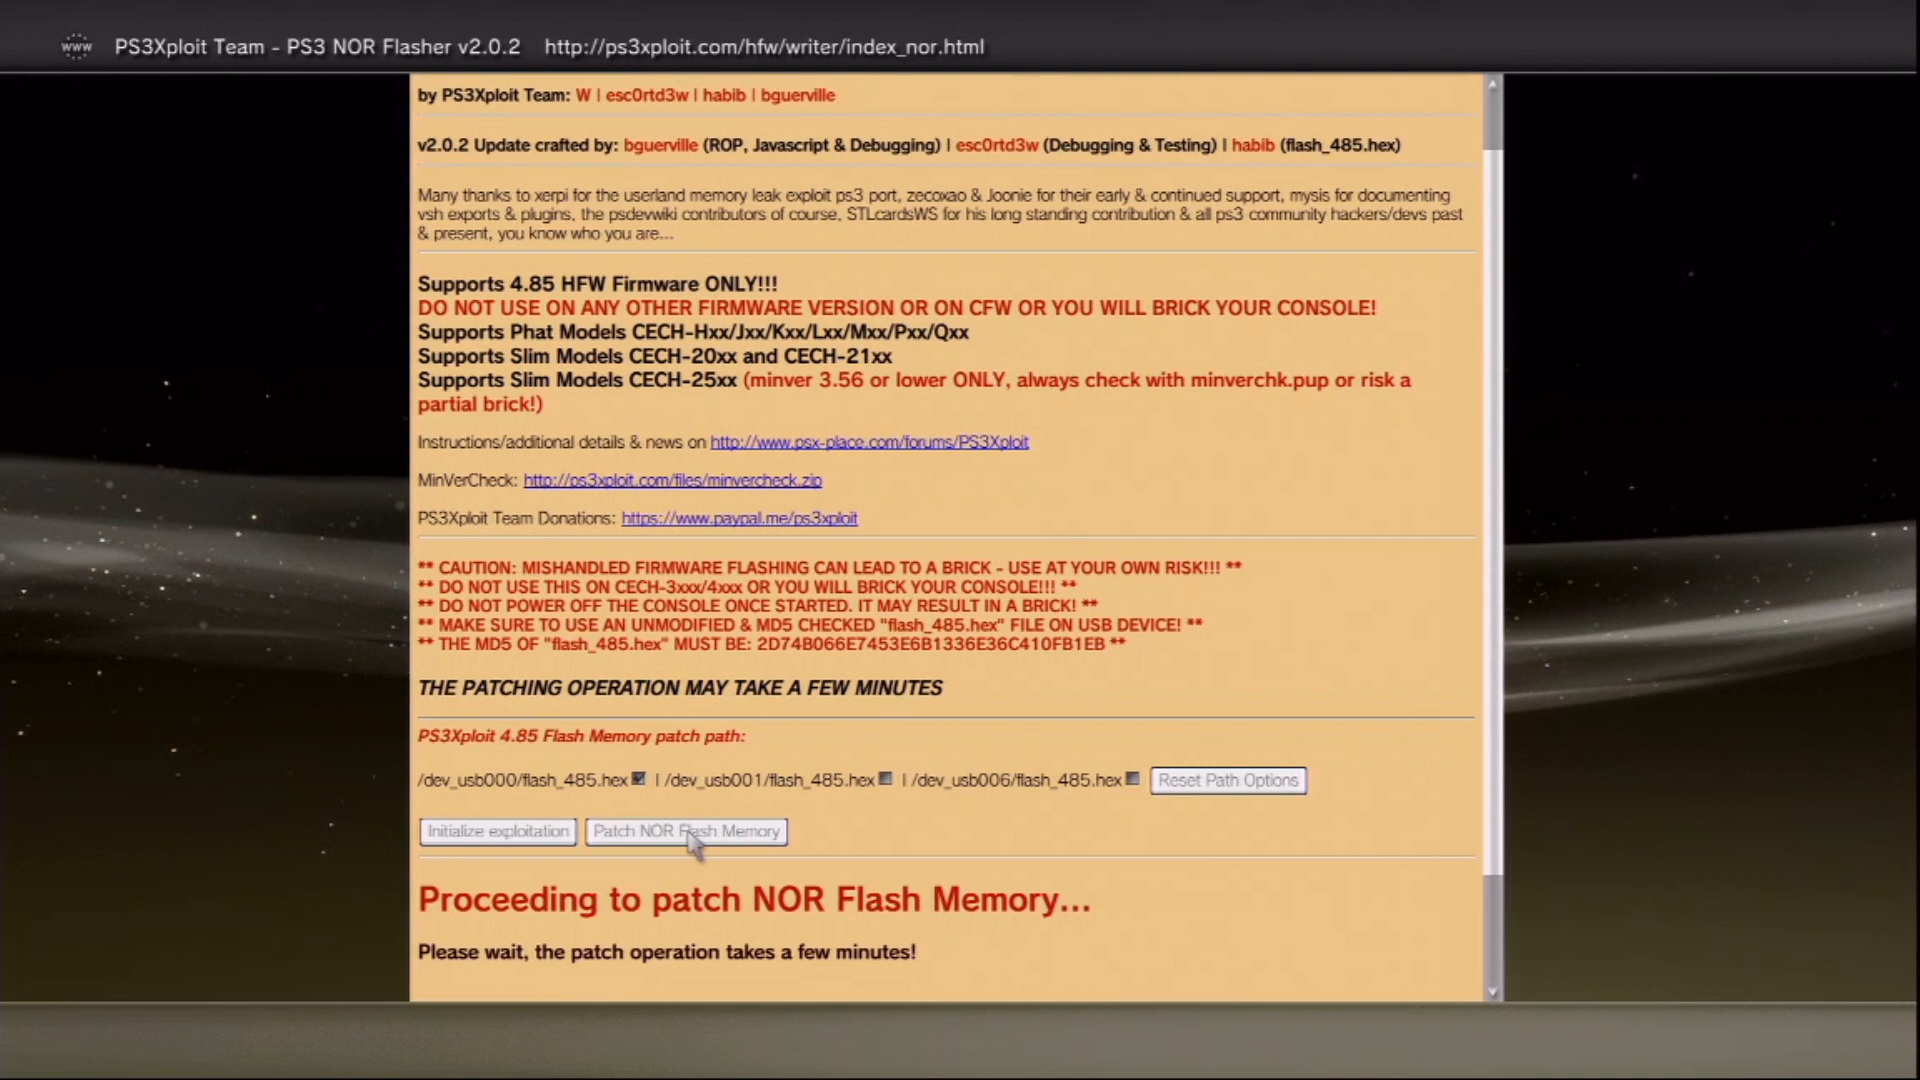 www PS3Xploit Team - PS3 NOR Flasher v2.0.2 http://ps3xploit.com/hfw/writer/index_nor.html
by PS3Xploit Team: W | esc0rtd3w | habib | bguerville
v2.0.2 Update crafted by: bguerville (ROP, Javascript & Debugging) | esc0rtd3w (Debugging & Testing) | habib (flash_485.hex)
Many thanks to xerpi for the userland memory leak exploit ps3 port, zecoxao & Joonie for their early & continued support, mysis for documenting
vsh exports & plugins, the psdevwiki contributors of course, STLcardsWS for his long standing contribution & all ps3 community hackers/devs past
& present, you know who you are...
Supports 4.85 HFW Firmware ONLY!!!
DO NOT USE ON ANY OTHER FIRMWARE VERSION OR ON CFW OR YOU WILL BRICK YOUR CONSOLE!
Supports Phat Models CECH-Hxx/Jxx/Kxx/Lxx/Mxx/Pxx/Qxx
Supports Slim Models CECH-20xx and CECH-21xx
Supports Slim Models CECH-25xx (minver 3.56 or lower ONLY, always check with minverchk.pup or risk a
partial brick!)
Instructions/additional details & news on http://www.psx-place.com/forums/PS3Xploit
MinVerCheck: http://ps3xploit.com/files/minvercheck.zip
PS3Xploit Team Donations: https://www.paypal.me/ps3xploit
** CAUTION: MISHANDLED FIRMWARE FLASHING CAN LEAD TO A BRICK - USE AT YOUR OWN RISK!!! **
** DO NOT USE THIS ON CECH-3xxx/4xxx OR YOU WILL BRICK YOUR CONSOLE!!! **
** DO NOT POWER OFF THE CONSOLE ONCE STARTED. IT MAY RESULT IN A BRICK! **
** MAKE SURE TO USE AN UNMODIFIED & MD5 CHECKED "flash_485.hex" FILE ON USB DEVICE! **
** THE MD5 OF "flash_485.hex" MUST BE: 2D74B066E7453E6B1336E36C410FB1EB **
THE PATCHING OPERATION MAY TAKE A FEW MINUTES
PS3Xploit 4.85 Flash Memory patch path:
/dev_usb000/flash_485.hex | /dev_usb001/flash_485.hex | /dev_usb006/flash_485.hex Reset Path Options
Initialize exploitation Patch NOR Flash Memory
Proceeding to patch NOR Flash Memory...
Please wait, the patch operation takes a few minutes!